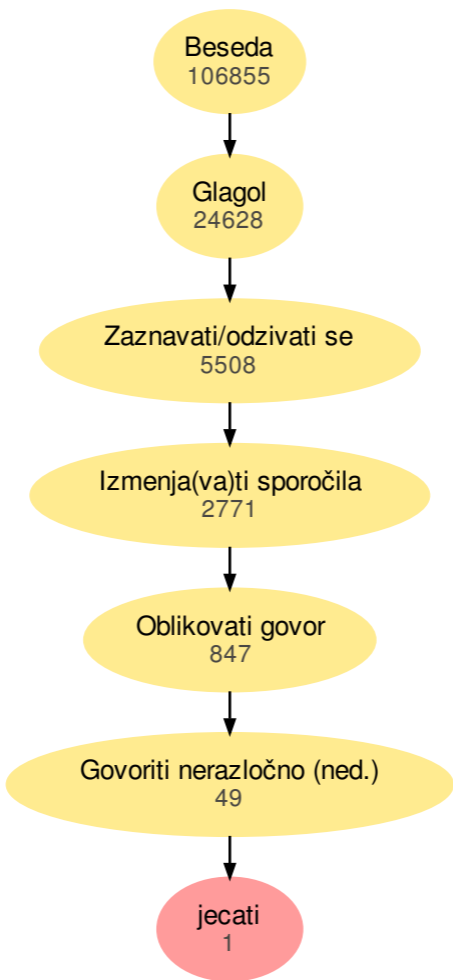 Beseda
106855
Glagol
24628
Zaznavati/odzivati se
5508
Izmenja(va)ti sporočila
2771
Oblikovati govor
847
Govoriti nerazločno (ned.)
49
jecati
1